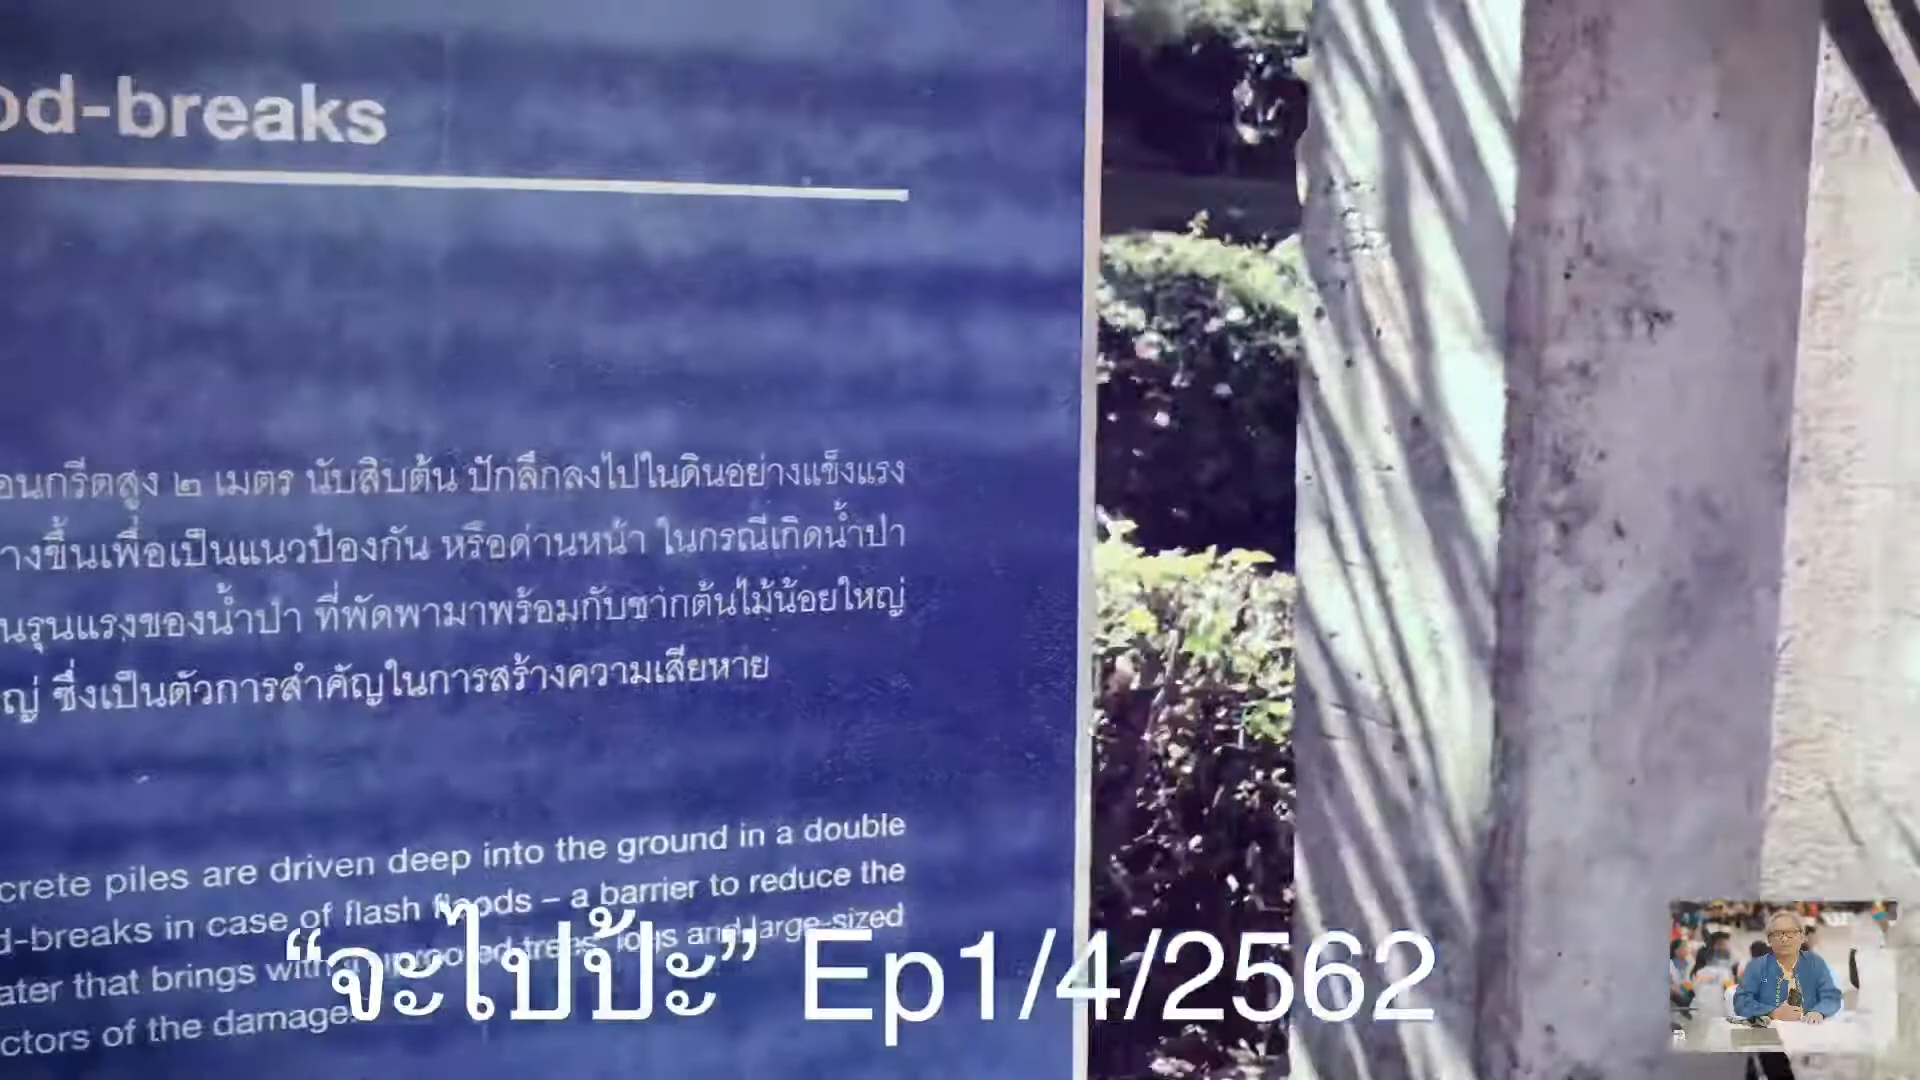 od-breaks
อนกรีตสูง ๒ เมตร นับสิบต้น ปักลึกลงไปในดินอย่างแข็งแรง
างขึ้นเพื่อเป็นแนวป้องกัน หรือด่านหน้า ในกรณีเกิดน้ำป่า
นรุนแรงของน้ำป่า ที่พัดพามาพร้อมกับซากต้นไม้น้อยใหญ่
ญ่ ซึ่งเป็นตัวการสำคัญในการสร้างความเสียหาย
crete piles are driven deep into the ground in a double
d-breaks in case of flash floods – a barrier to reduce the
ater that brings with it uprooted trees, logs and large-sized
ctors of the damage.
“จะไปป้ะ” Ep1/4/2562